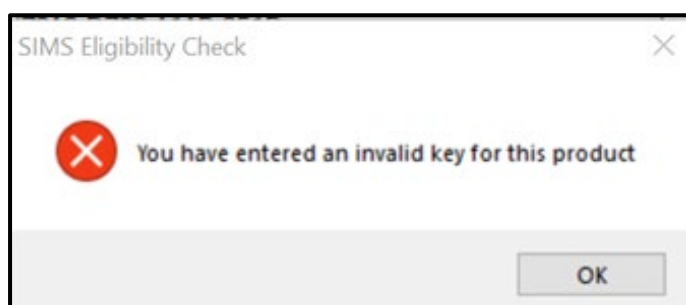 SIMS Eligibility Check
You have entered an invalid key for this product
OK